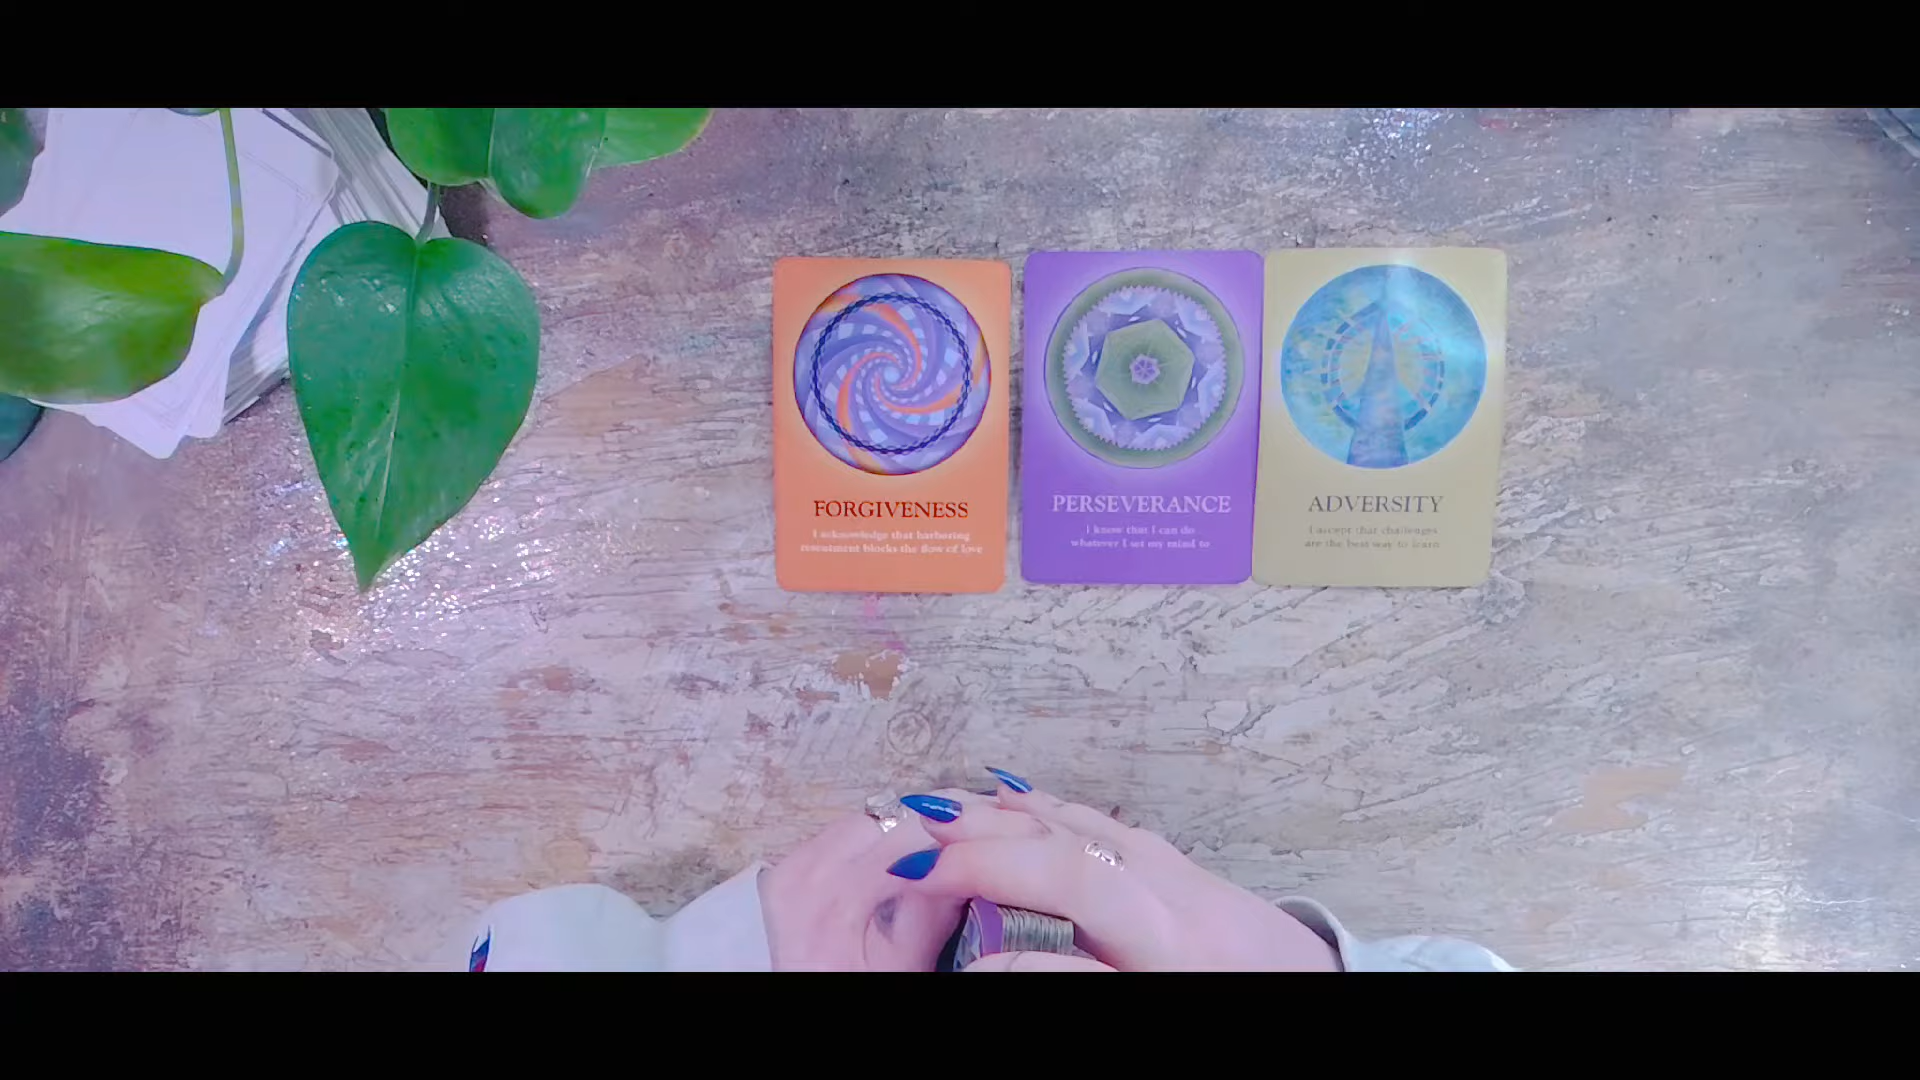 FORGIVENESS
I acknowledge that harboring
resentment blocks the flow of love
PERSEVERANCE
I know that I can do
whatever I set my mind to
ADVERSITY
I accept that challenges
are the best way to learn